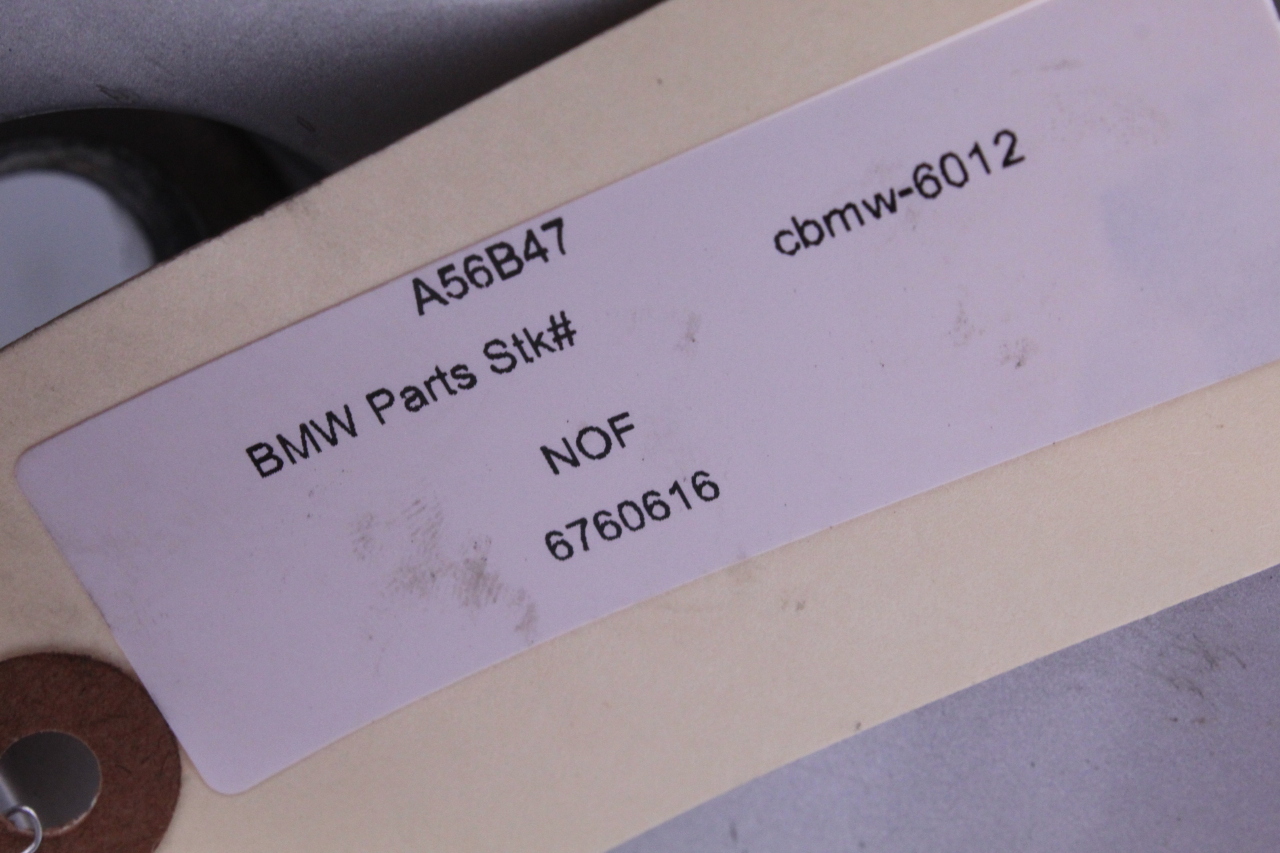 A56B47
cbmw-6012
BMW Parts Stk#
NOF
6760616